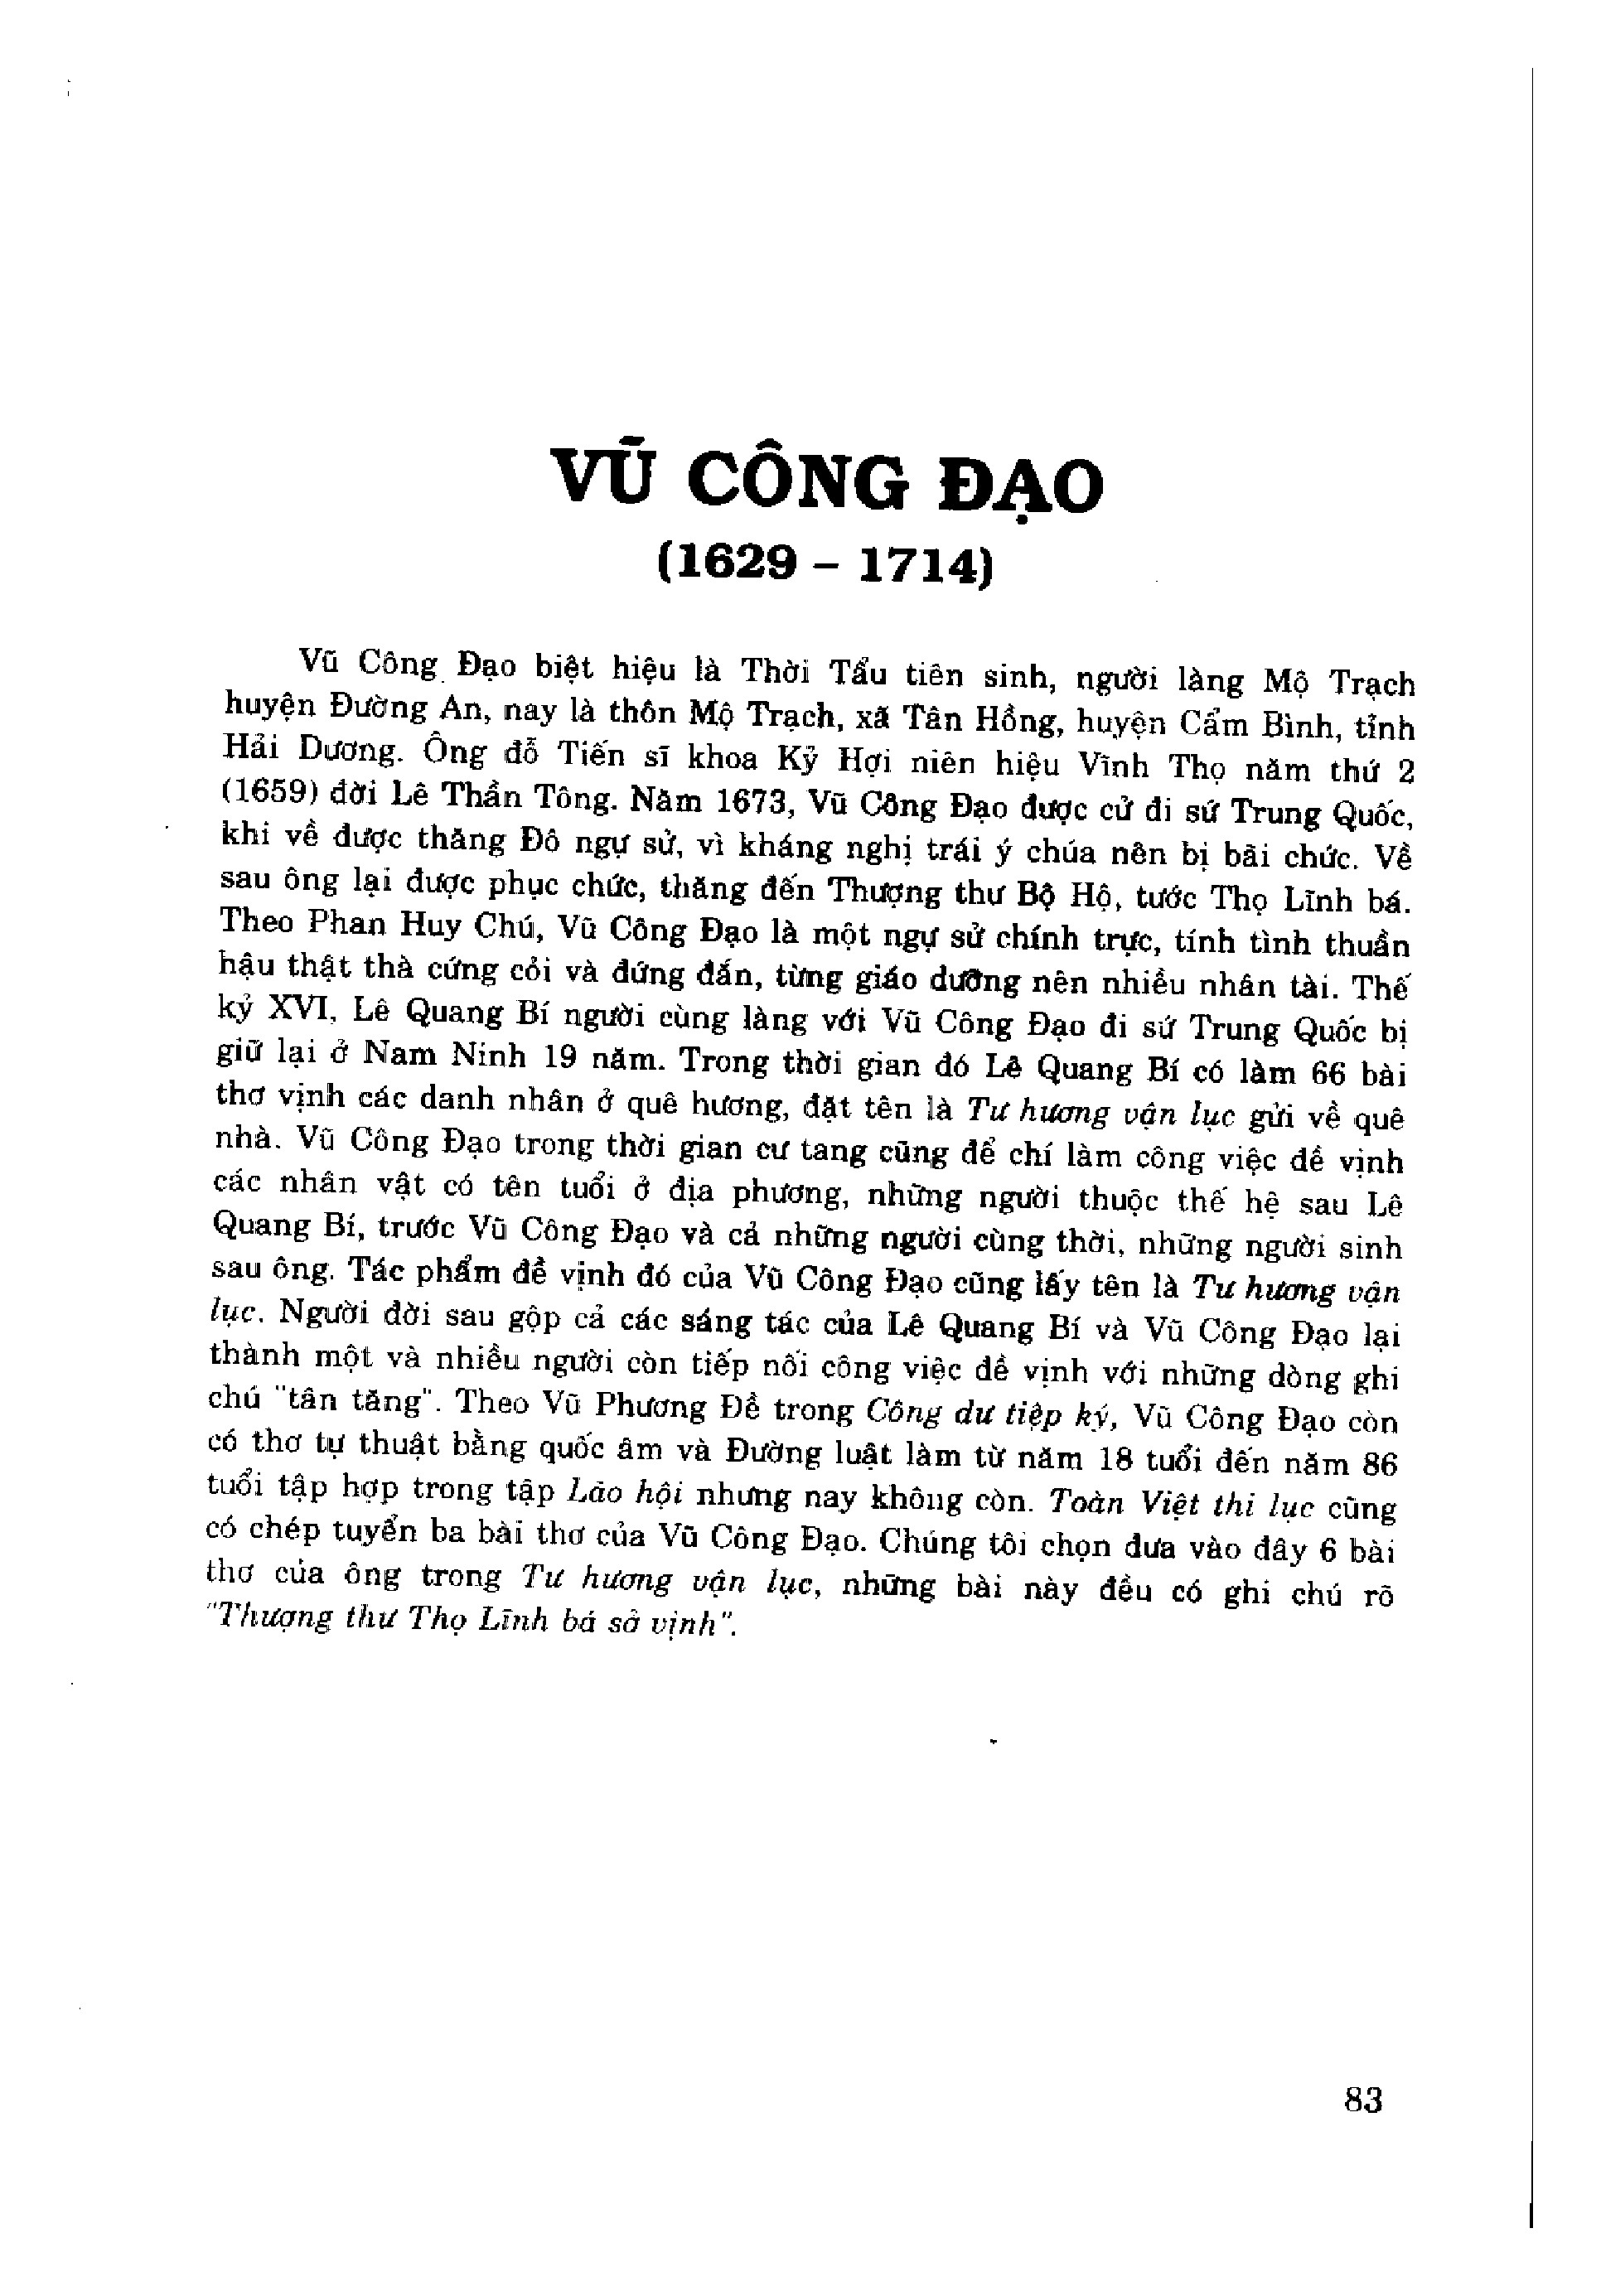 VŨ CÔNG ĐẠO
(1629 – 1714)
Vũ Công Đạo biệt hiệu là Thời Tẩu tiên sinh, người làng Mộ Trạch
huyện Đường An, nay là thôn Mộ Trạch, xã Tân Hồng, huyện Cẩm Bình, tỉnh
Hải Dương. Ông đỗ Tiến sĩ khoa Kỷ Hợi niên hiệu Vĩnh Thọ năm thứ 2
(1659) đời Lê Thần Tông. Năm 1673, Vũ Công Đạo được cử đi sứ Trung Quốc,
khi về được thăng Đô ngự sử, vì kháng nghị trái ý chúa nên bị bãi chức. Về
sau ông lại được phục chức, thăng đến Thượng thư Bộ Hộ, tước Thọ Lĩnh bá.
Theo Phan Huy Chú, Vũ Công Đạo là một ngự sử chính trực, tính tình thuần
hậu thật thà cứng cỏi và đứng đắn, từng giáo dưỡng nên nhiều nhân tài. Thế
kỷ XVI, Lê Quang Bí người cùng làng với Vũ Công Đạo đi sứ Trung Quốc bị
giữ lại ở Nam Ninh 19 năm. Trong thời gian đó Lê Quang Bí có làm 66 bài
thơ vịnh các danh nhân ở quê hương, đặt tên là Tư hương vận lục gửi về quê
nhà. Vũ Công Đạo trong thời gian cư tang cũng để chí làm công việc đề vịnh
các nhân vật có tên tuổi ở địa phương, những người thuộc thế hệ sau Lê
Quang Bí, trước Vũ Công Đạo và cả những người cùng thời, những người sinh
sau ông. Tác phẩm đề vịnh đó của Vũ Công Đạo cũng lấy tên là Tư hương vận
lục. Người đời sau gộp cả các sáng tác của Lê Quang Bí và Vũ Công Đạo lại
thành một và nhiều người còn tiếp nối công việc đề vịnh với những dòng ghi
chú "tân tăng". Theo Vũ Phương Đề trong Công dư tiệp ký, Vũ Công Đạo còn
có thơ tự thuật bằng quốc âm và Đường luật làm từ năm 18 tuổi đến năm 86
tuổi tập hợp trong tập Lão hội nhưng nay không còn. Toàn Việt thi lục cũng
có chép tuyển ba bài thơ của Vũ Công Đạo. Chúng tôi chọn đưa vào đây 6 bài
thơ của ông trong Tư hương vận lục, những bài này đều có ghi chú rõ
"Thượng thư Thọ Lĩnh bá sở vịnh".
83